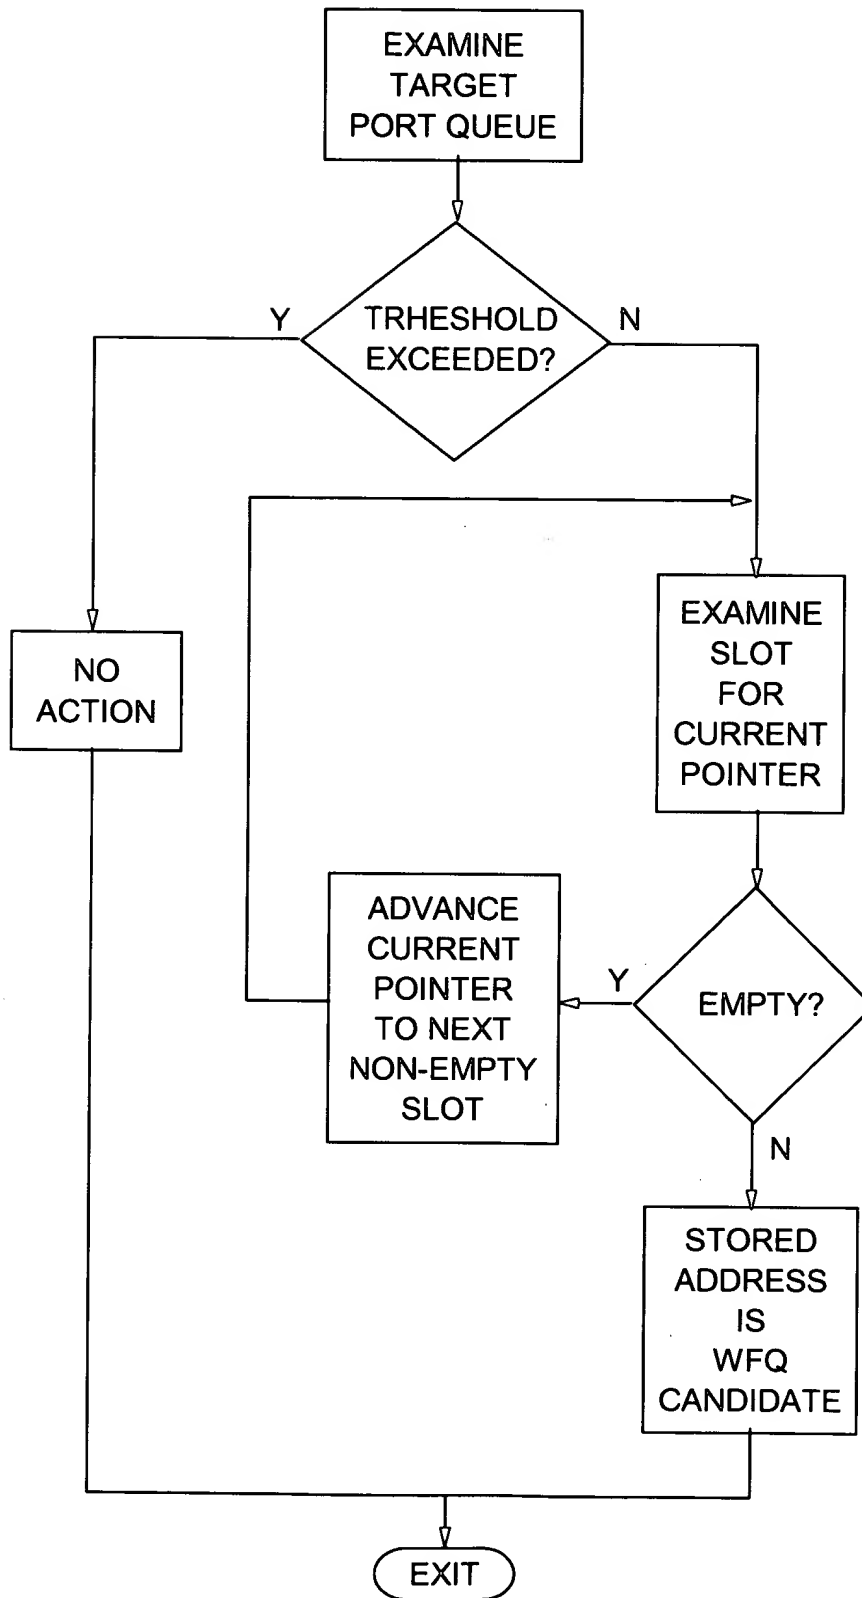 EXAMINE
TARGET
PORT QUEUE
Y
TRHESHOLD
EXCEEDED?
N
NO
ACTION
EXAMINE
SLOT
FOR
CURRENT
POINTER
ADVANCE
CURRENT
POINTER
TO NEXT
NON-EMPTY
SLOT
Y
EMPTY?
N
STORED
ADDRESS
IS
WFQ
CANDIDATE
EXIT